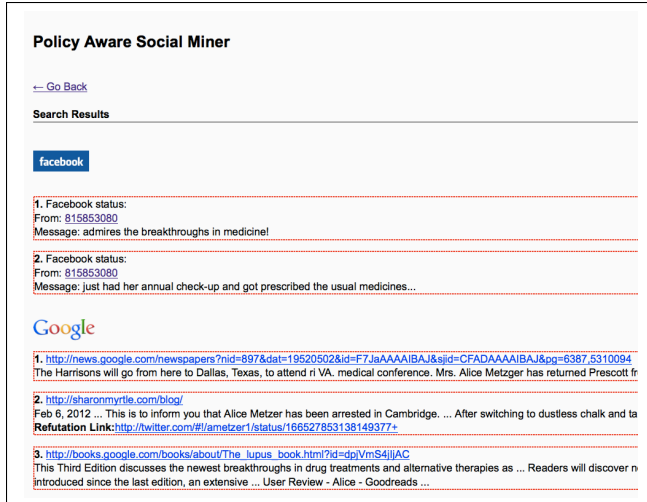 Policy Aware Social Miner
← Go Back
Search Results
facebook
1. Facebook status:
From: 815853080
Message: admires the breakthroughs in medicine!
2. Facebook status:
From: 815853080
Message: just had her annual check-up and got prescribed the usual medicines...
Google
1. http://news.google.com/newspapers?nid=897&dat=19520502&id=F7JaAAAAIBAJ&sjid=CFADAAAAIBAJ&pg=6387,5310094
The Harrisons will go from here to Dallas, Texas, to attend ri VA. medical conference. Mrs. Alice Metzger has returned Prescott fr
2. http://sharonmyrtle.com/blog/
Feb 6, 2012 ... This is to inform you that Alice Metzer has been arrested in Cambridge. ... After switching to dustless chalk and ta
Refutation Link:http://twitter.com/#!/ametzer1/status/166527853138149377+
3. http://books.google.com/books/about/The_lupus_book.html?id=dpjVmS4jIjAC
This Third Edition discusses the newest breakthroughs in drug treatments and alternative therapies as ... Readers will discover n
introduced since the last edition, an extensive ... User Review - Alice - Goodreads ...